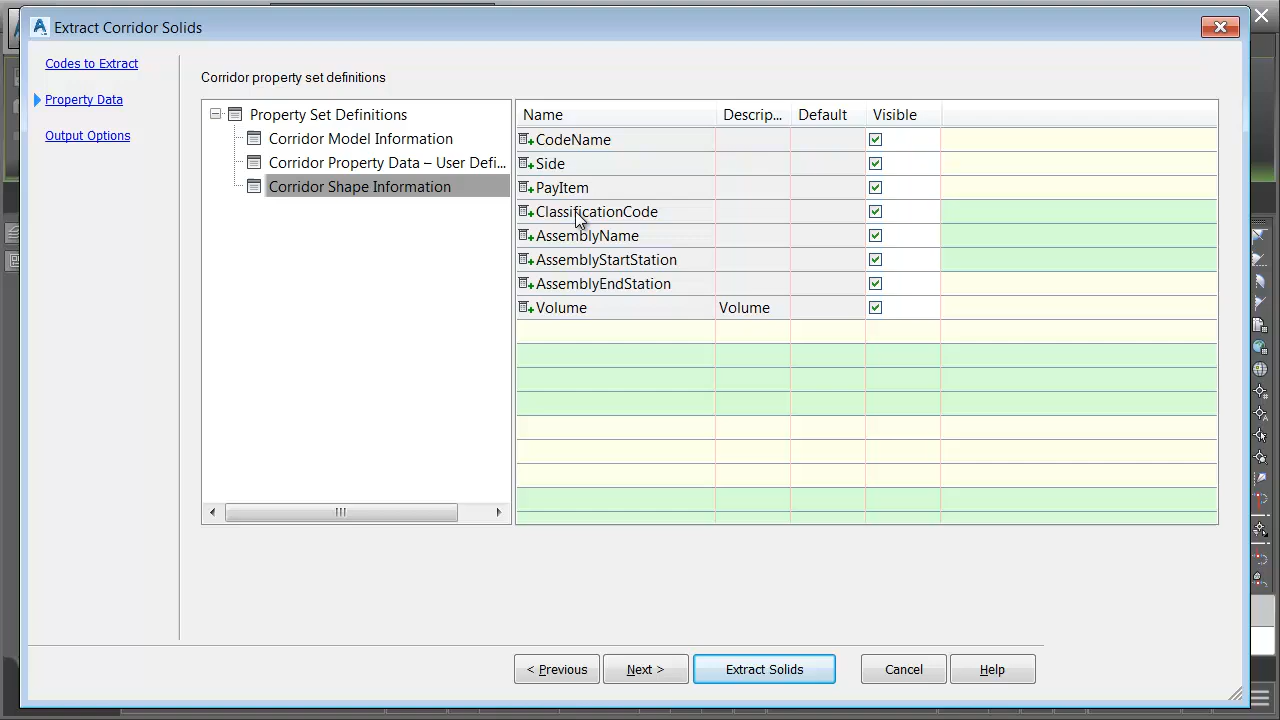 Extract Corridor Solids
Codes to Extract
Property Data
Output Options
Corridor property set definitions
Property Set Definitions
Corridor Model Information
Corridor Property Data – User Defi...
Corridor Shape Information
Name Descrip... Default Visible
CodeName
Side
PayItem
ClassificationCode
AssemblyName
AssemblyStartStation
AssemblyEndStation
Volume Volume
< Previous Next > Extract Solids Cancel Help